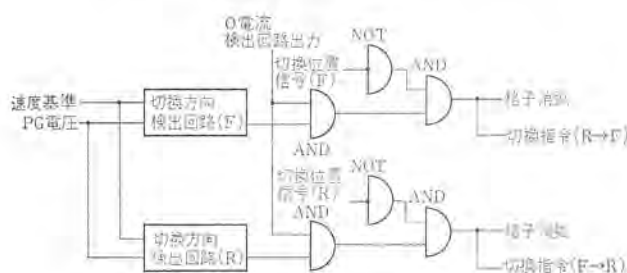 0電流
検出回路出力
NOT
切換位置
信号(F)
AND
速度基準
PG電圧
切換方向
検出回路(F)
格子消弧
切換指令(R→F)
AND
切換位置
信号(R)
NOT
AND
AND
切換方向
検出回路(R)
格子消弧
切換指令(F→R)